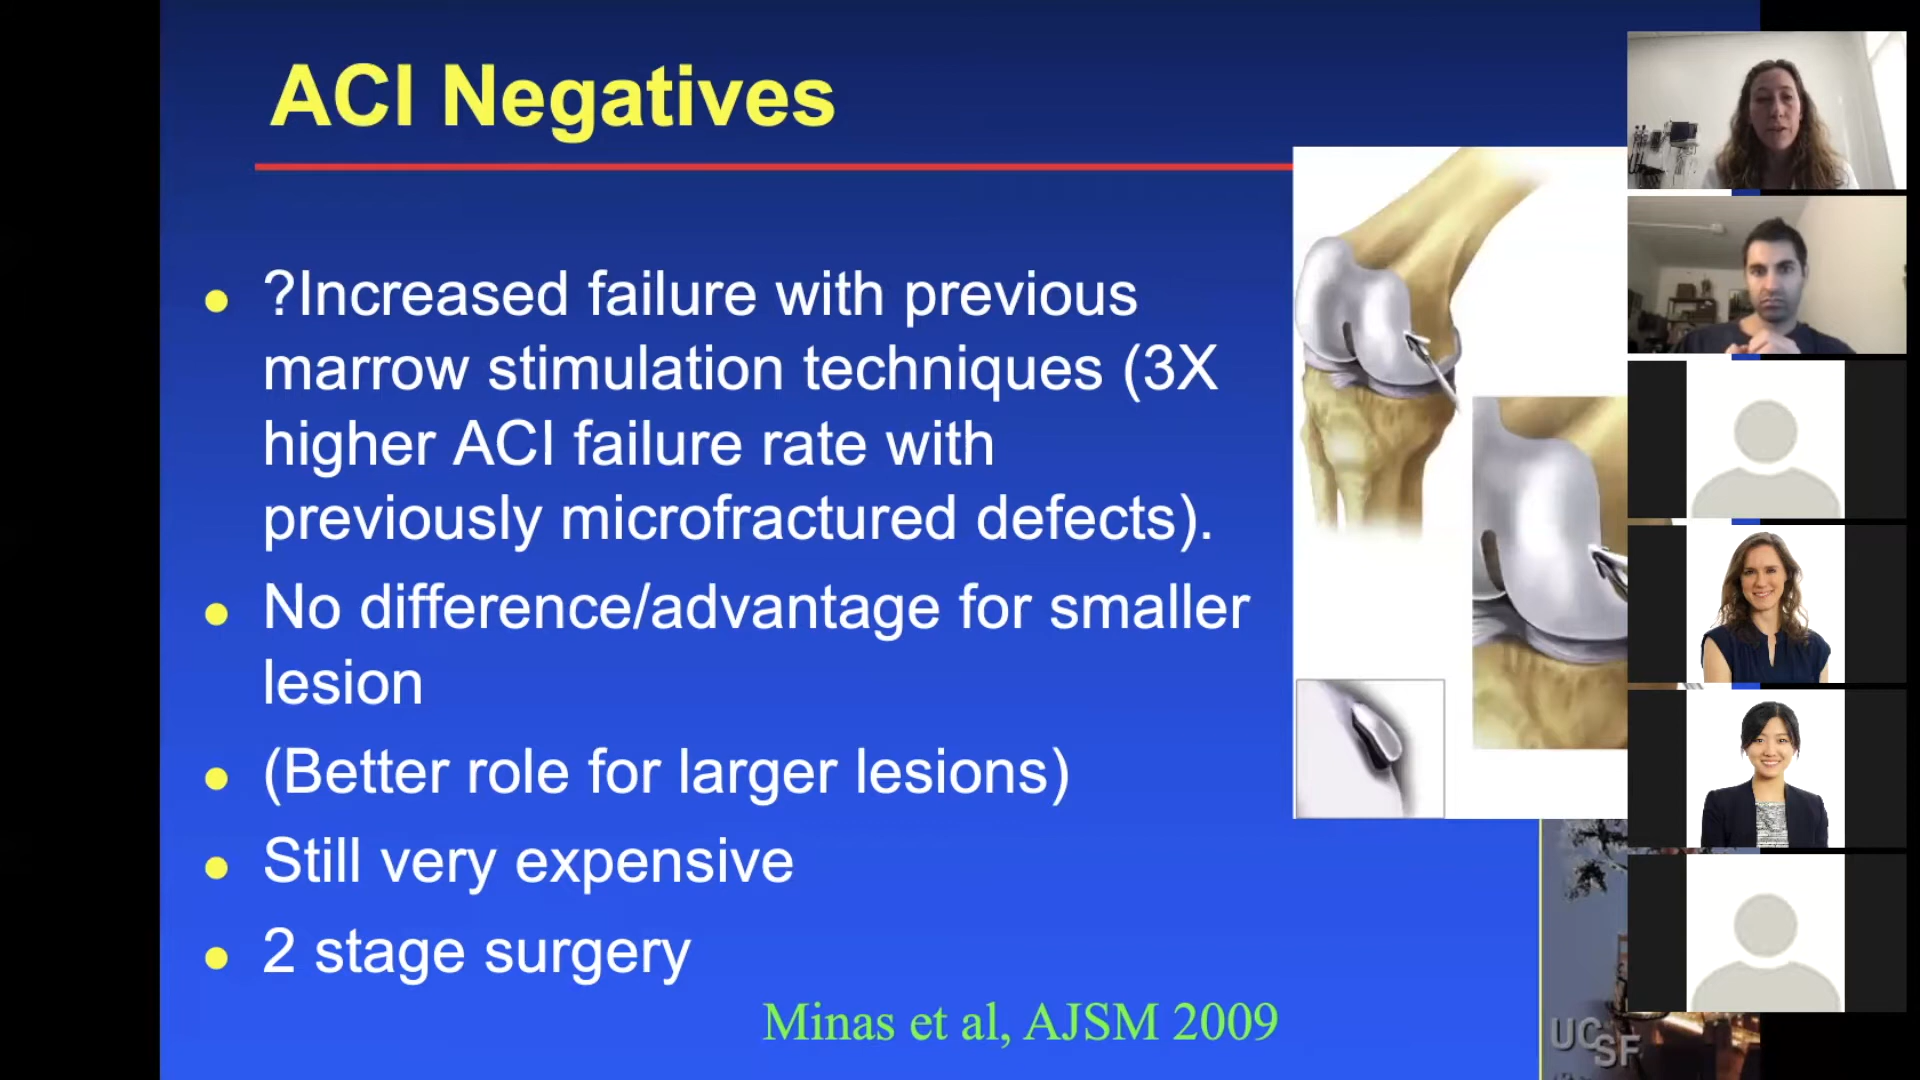 ACI Negatives
?Increased failure with previous
marrow stimulation techniques (3X
higher ACI failure rate with
previously microfractured defects).
No difference/advantage for smaller
lesion
(Better role for larger lesions)
Still very expensive
2 stage surgery
Minas et al, AJSM 2009
UCSF